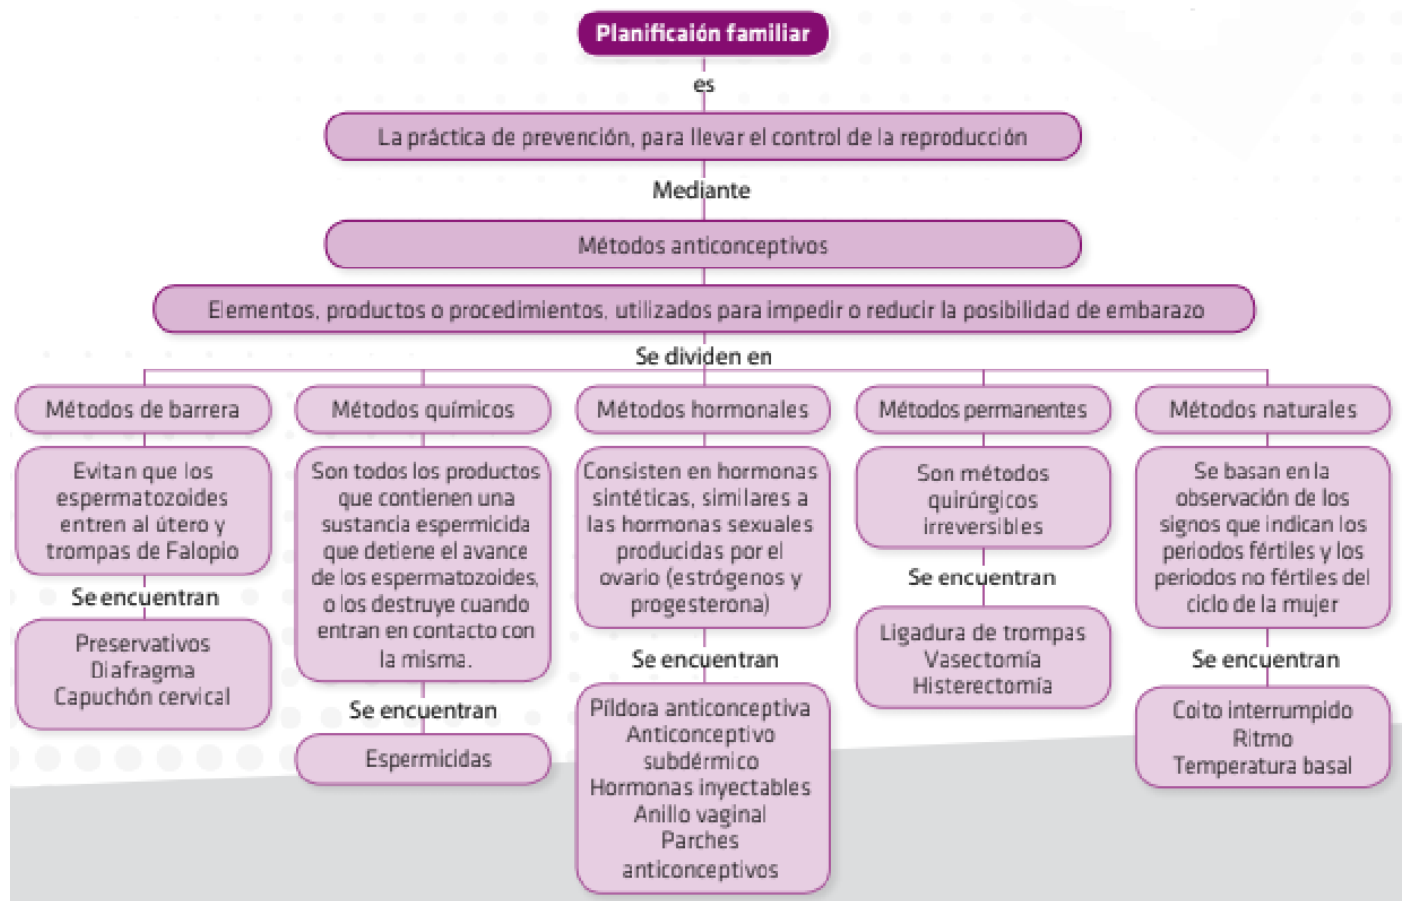 Planificaión familiar
es
La práctica de prevención, para llevar el control de la reproducción
Mediante
Métodos anticonceptivos
Elementos, productos o procedimientos, utilizados para impedir o reducir la posibilidad de embarazo
Se dividen en
Métodos de barrera
Evitan que los
espermatozoides
entren al útero y
trompas de Falopio
Se encuentran
Preservativos
Diafragma
Capuchón cervical
Métodos químicos
Son todos los productos
que contienen una
sustancia espermicida
que detiene el avance
de los espermatozoides,
o los destruye cuando
entran en contacto con
la misma.
Se encuentran
Espermicidas
Métodos hormonales
Consisten en hormonas
sintéticas, similares a
las hormonas sexuales
producidas por el
ovario (estrógenos y
progesterona)
Se encuentran
Píldora anticonceptiva
Anticonceptivo
subdérmico
Hormonas inyectables
Anillo vaginal
Parches
anticonceptivos
Métodos permanentes
Son métodos
quirúrgicos
irreversibles
Se encuentran
Ligadura de trompas
Vasectomía
Histerectomía
Métodos naturales
Se basan en la
observación de los
signos que indican los
periodos fértiles y los
periodos no fértiles del
ciclo de la mujer
Se encuentran
Coito interrumpido
Ritmo
Temperatura basal